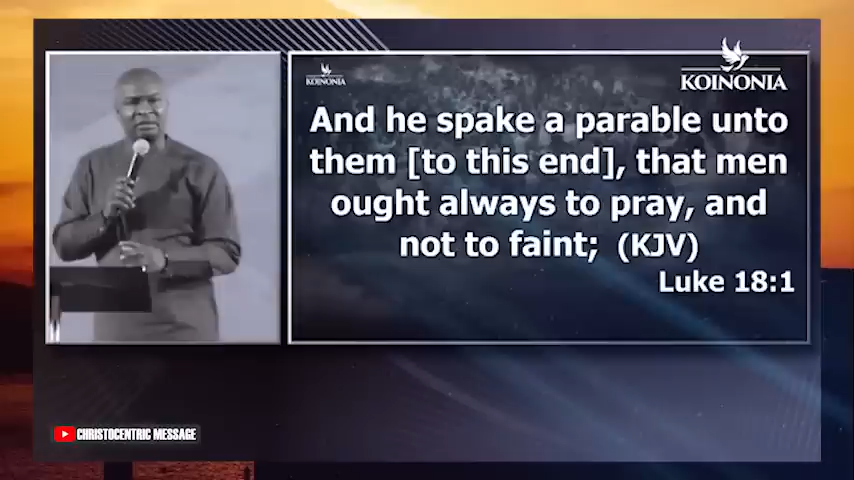 KOINONIA
KOINONIA
And he spake a parable unto
them [to this end], that men
ought always to pray, and
not to faint; (KJV)
Luke 18:1
CHRISTOCENTRIC MESSAGE